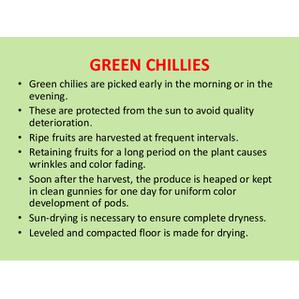 GREEN CHILLIES
• Green chilies are picked early in the morning or in the
evening.
• These are protected from the sun to avoid quality
deterioration.
• Ripe fruits are harvested at frequent intervals.
• Retaining fruits for a long period on the plant causes
wrinkles and color fading.
• Soon after the harvest, the produce is heaped or kept
in clean gunnies for one day for uniform color
development of pods.
• Sun-drying is necessary to ensure complete dryness.
• Leveled and compacted floor is made for drying.